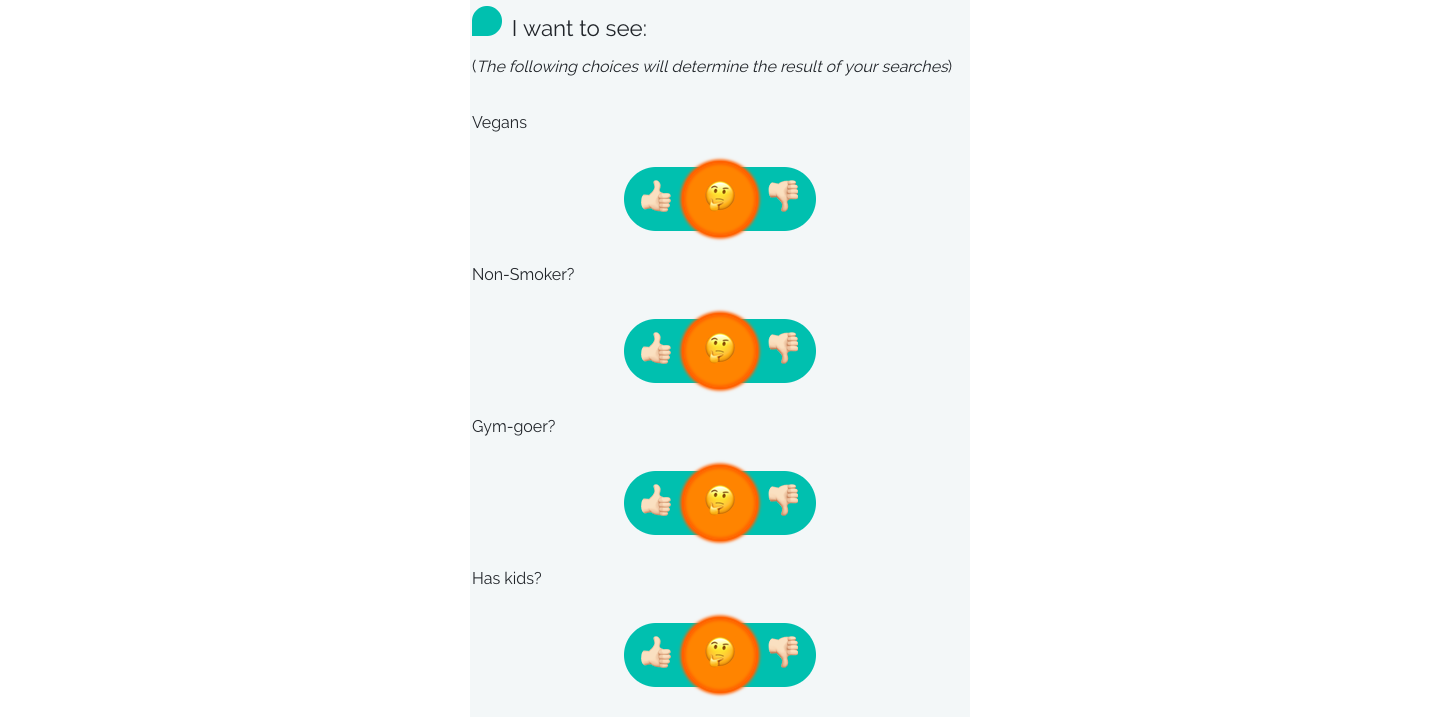 I want to see:
(The following choices will determine the result of your searches)
Vegans
Non-Smoker?
Gym-goer?
Has kids?